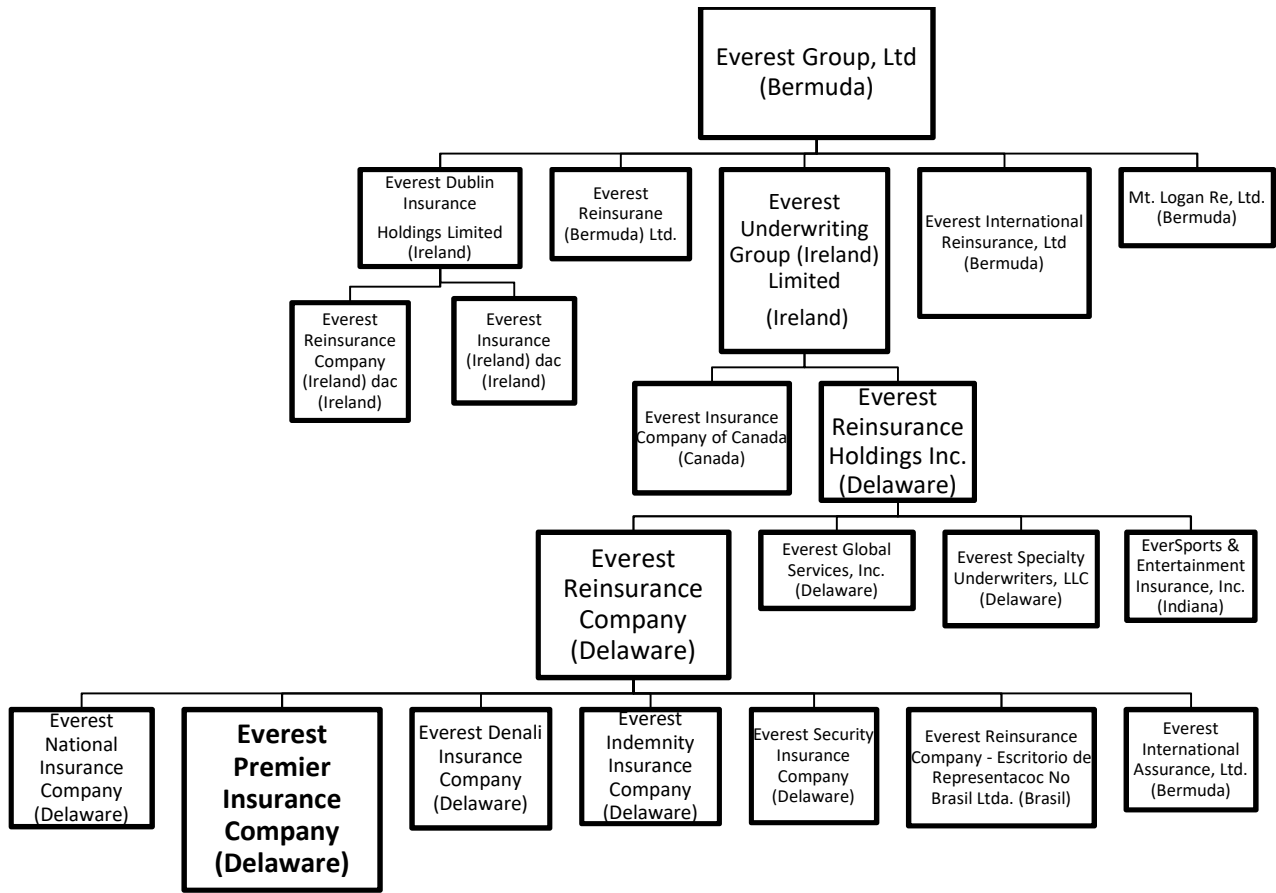 Everest Group, Ltd
(Bermuda)
Everest Dublin
Insurance
Holdings Limited
(Ireland)
Everest
Reinsurane
(Bermuda) Ltd.
Everest
Underwriting
Group (Ireland)
Limited
(Ireland)
Everest International
Reinsurance, Ltd
(Bermuda)
Mt. Logan Re, Ltd.
(Bermuda)
Everest
Reinsurance
Company
(Ireland) dac
(Ireland)
Everest
Insurance
(Ireland) dac
(Ireland)
Everest Insurance
Company of Canada
(Canada)
Everest
Reinsurance
Holdings Inc.
(Delaware)
Everest
Reinsurance
Company
(Delaware)
Everest Global
Services, Inc.
(Delaware)
Everest Specialty
Underwriters, LLC
(Delaware)
EverSports &
Entertainment
Insurance, Inc.
(Indiana)
Everest
National
Insurance
Company
(Delaware)
Everest
Premier
Insurance
Company
(Delaware)
Everest Denali
Insurance
Company
(Delaware)
Everest
Indemnity
Insurance
Company
(Delaware)
Everest Security
Insurance
Company
(Delaware)
Everest Reinsurance
Company - Escritorio de
Representacoc No
Brasil Ltda. (Brasil)
Everest
International
Assurance, Ltd.
(Bermuda)